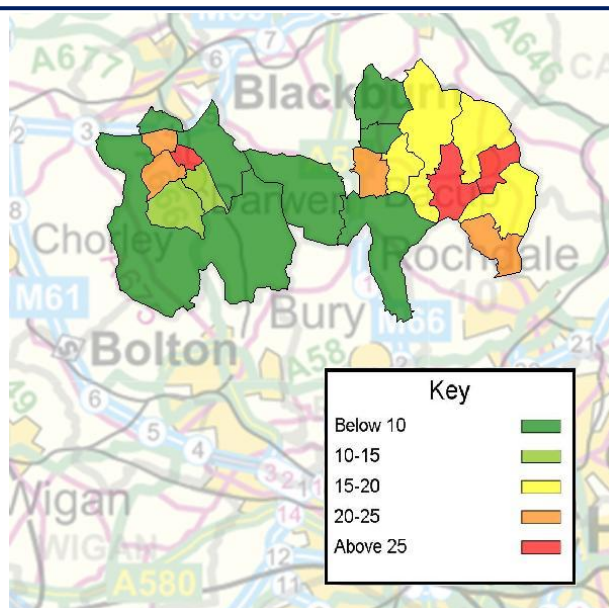 M65
7
A646
A677
6
Blackburn
CA
2
3
Darwen
Bacup
8
Chorley
Rochdale
10
M61
Bury
M66
Bolton
A58
21
6
5
4
3
2
Key
Below 10
10-15
15-20
20-25
Above 25
Wigan
14
WIGAN
12
A580
11